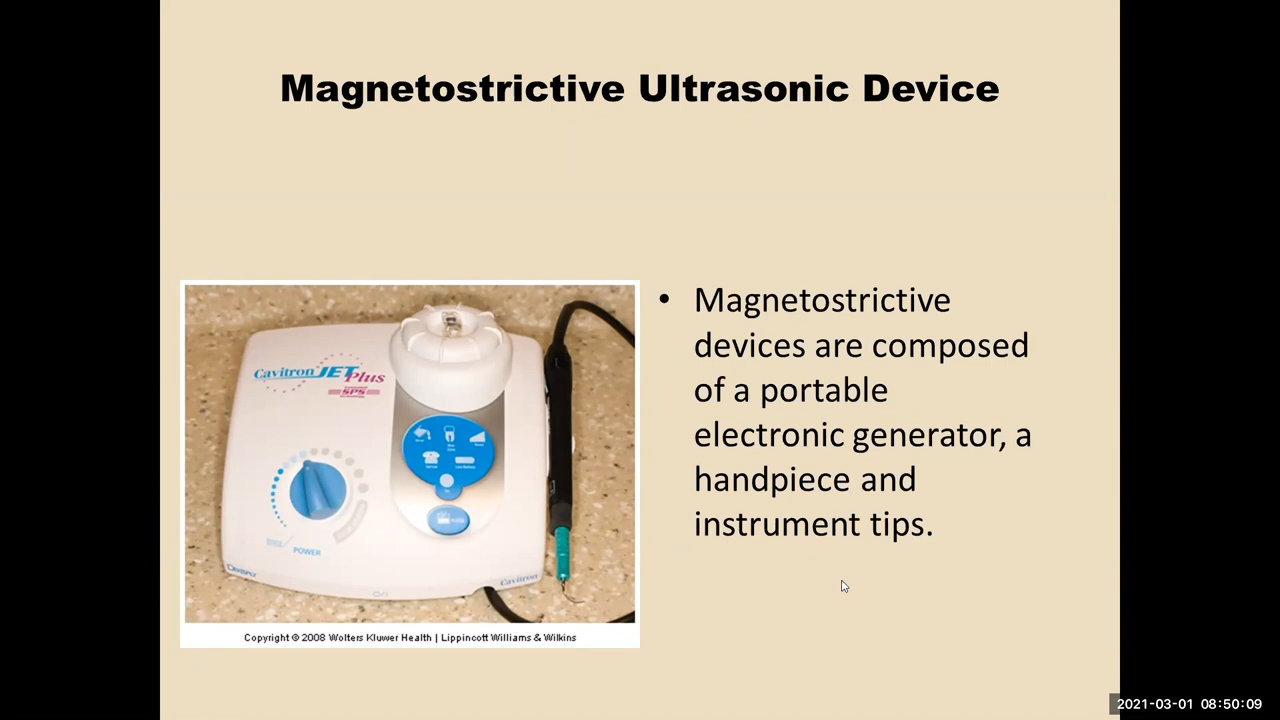 Magnetostrictive Ultrasonic Device
Cavitron JET Plus
SPS
POWER
Cavitron
Copyright © 2008 Wolters Kluwer Health | Lippincott Williams & Wilkins
• Magnetostrictive
devices are composed
of a portable
electronic generator, a
handpiece and
instrument tips.
2021-03-01 08:50:09